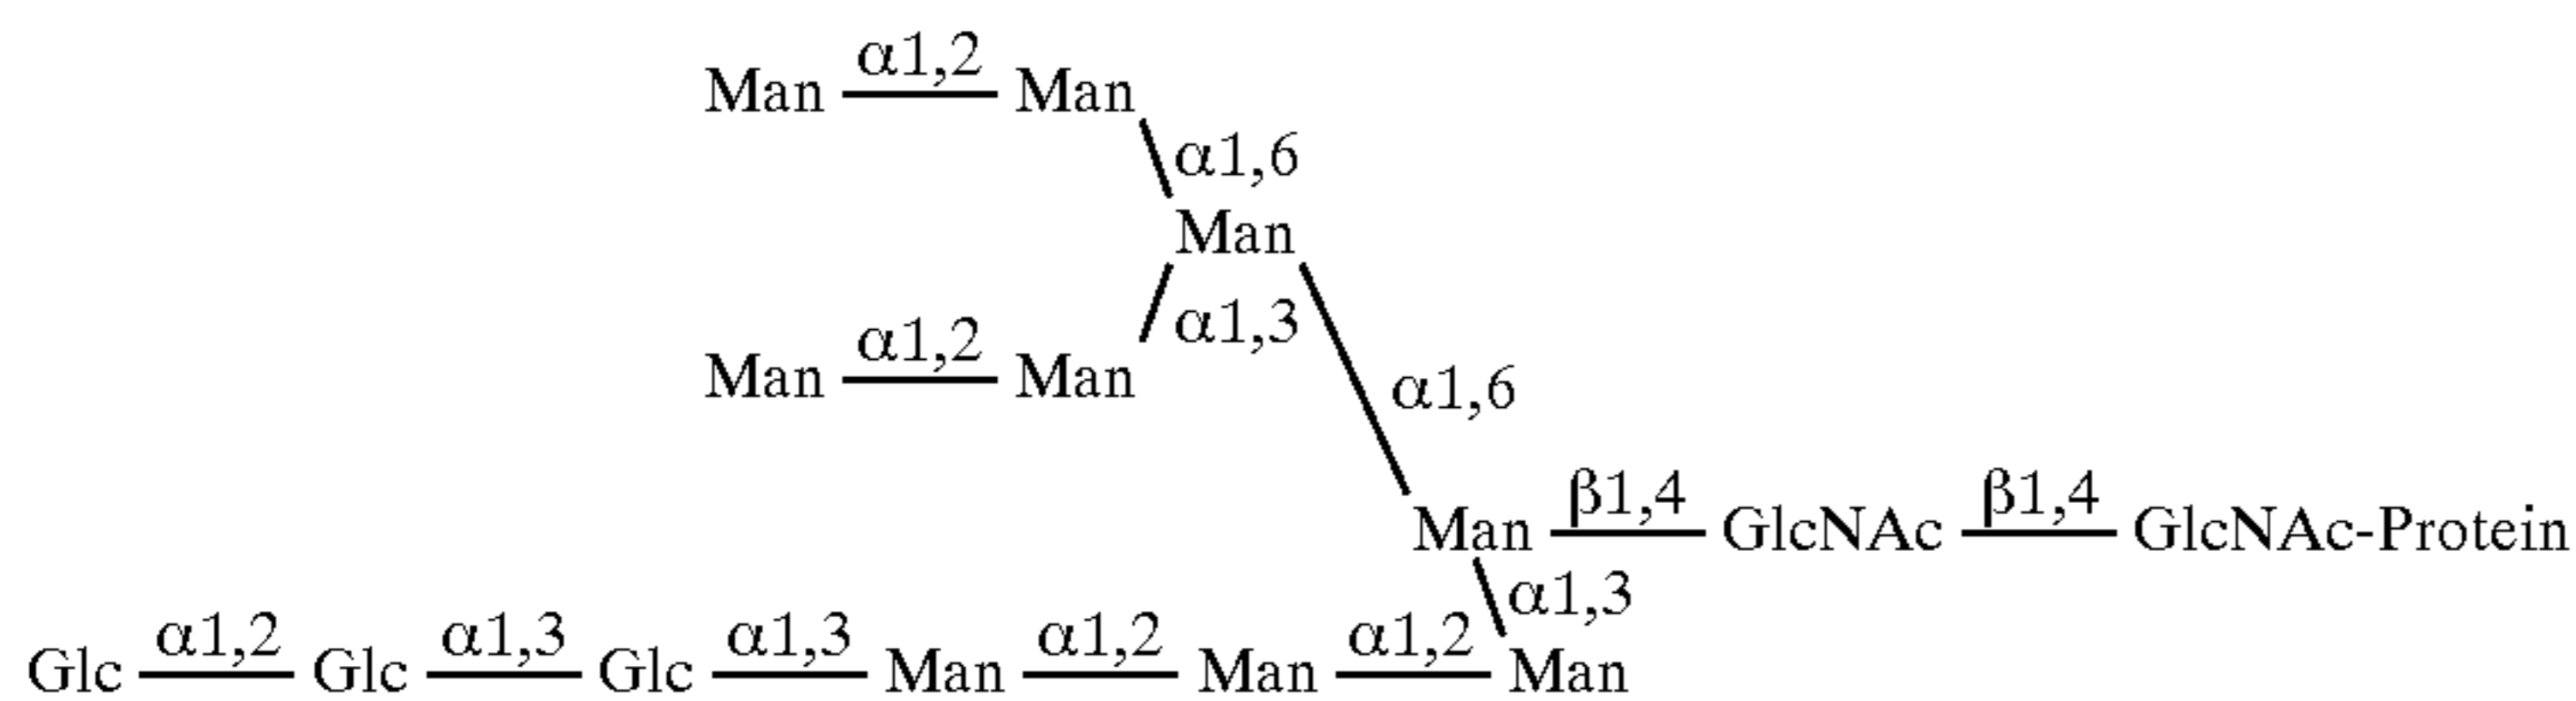 α1,2
Man Man
α1,6
Man
α1,3
α1,2
Man Man
α1,6
β1,4 β1,4
Man GlcNAc GlcNAc-Protein
α1,3
α1,2 α1,3 α1,3 α1,2 α1,2
Glc Glc Glc Man Man Man